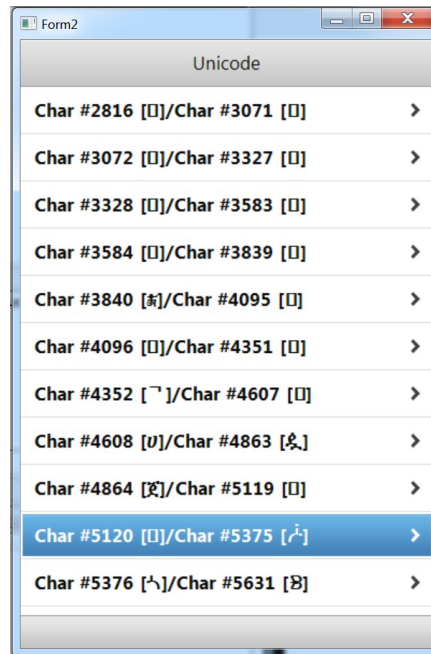 Form2
Unicode
Char #2816 [▯]/Char #3071 [▯]
Char #3072 [▯]/Char #3327 [▯]
Char #3328 [▯]/Char #3583 [▯]
Char #3584 [▯]/Char #3839 [▯]
Char #3840 [ༀ]/Char #4095 [▯]
Char #4096 [▯]/Char #4351 [▯]
Char #4352 [ᄀ]/Char #4607 [▯]
Char #4608 [ሀ]/Char #4863 [ዿ]
Char #4864 [ጀ]/Char #5119 [▯]
Char #5120 [▯]/Char #5375 [ᓿ]
Char #5376 [ᔀ]/Char #5631 [ᗿ]